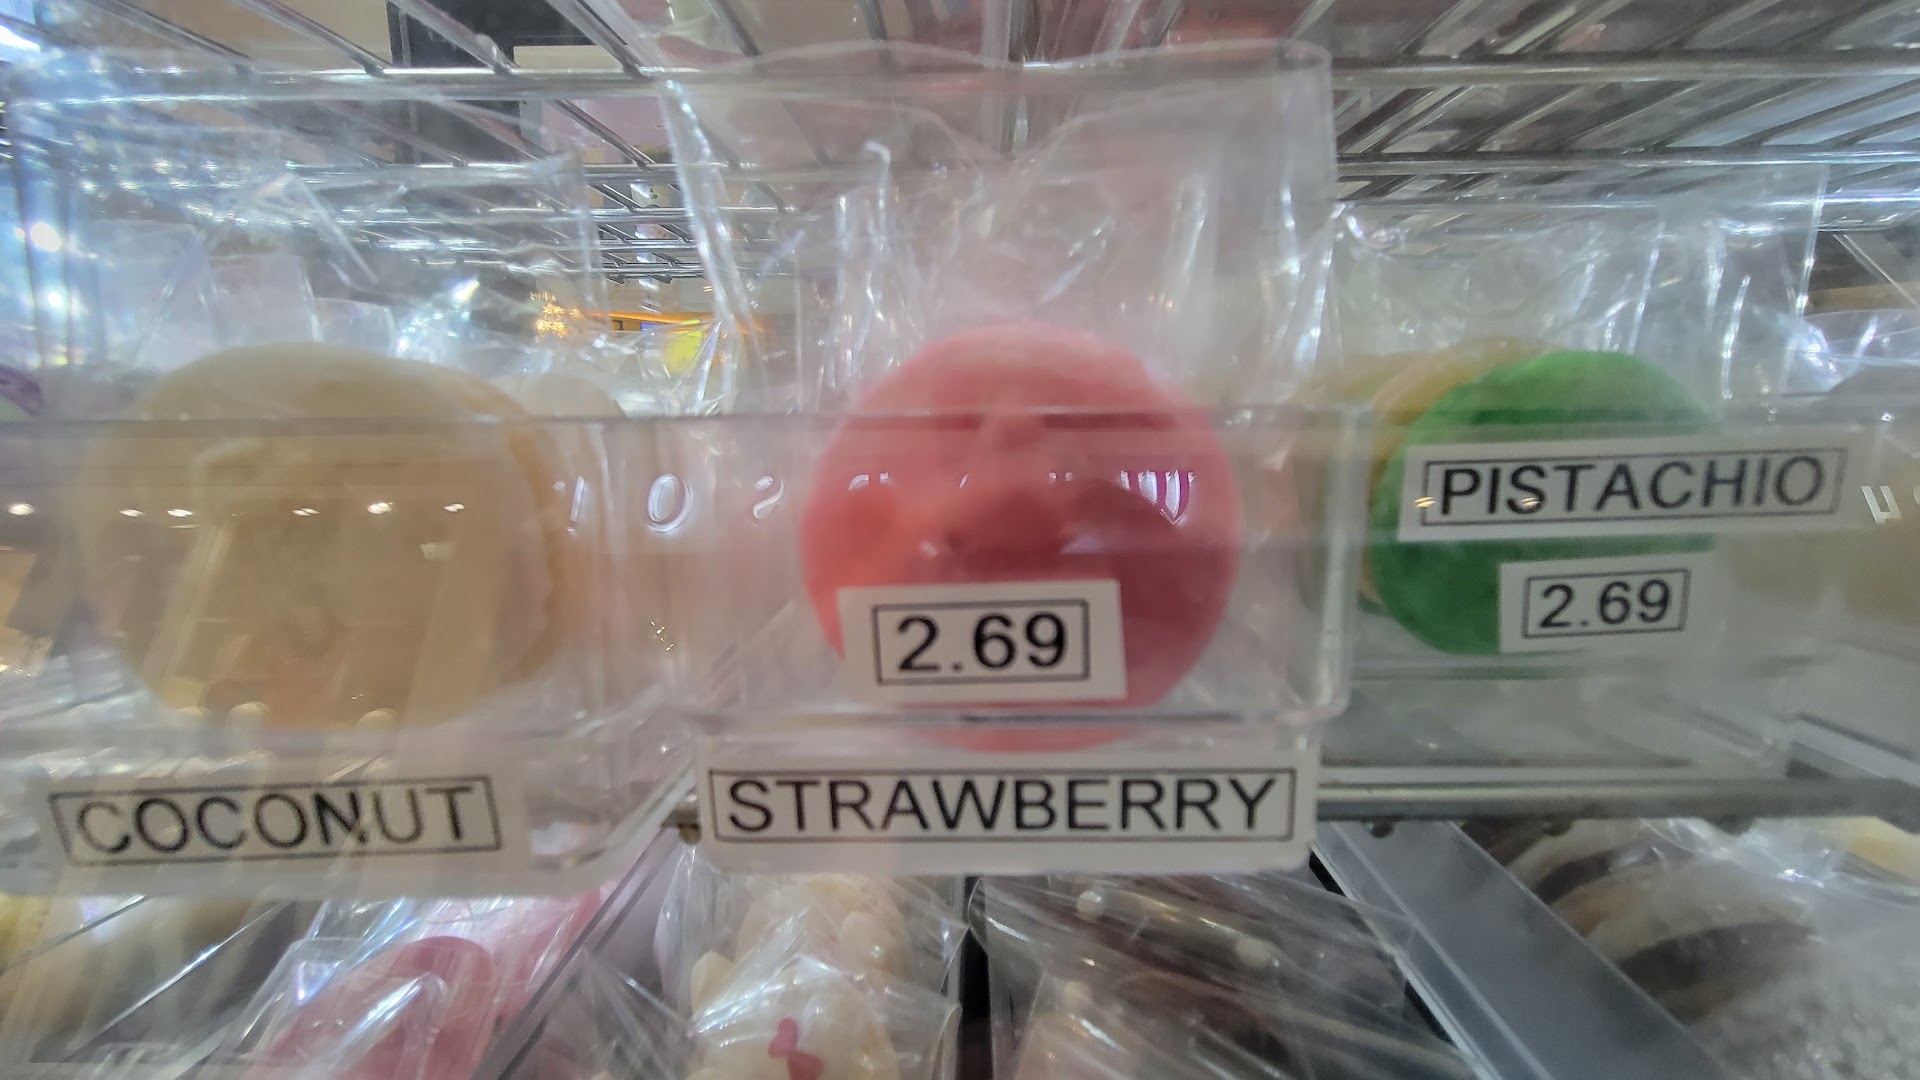 COCONUT
2.69
STRAWBERRY
PISTACHIO
2.69